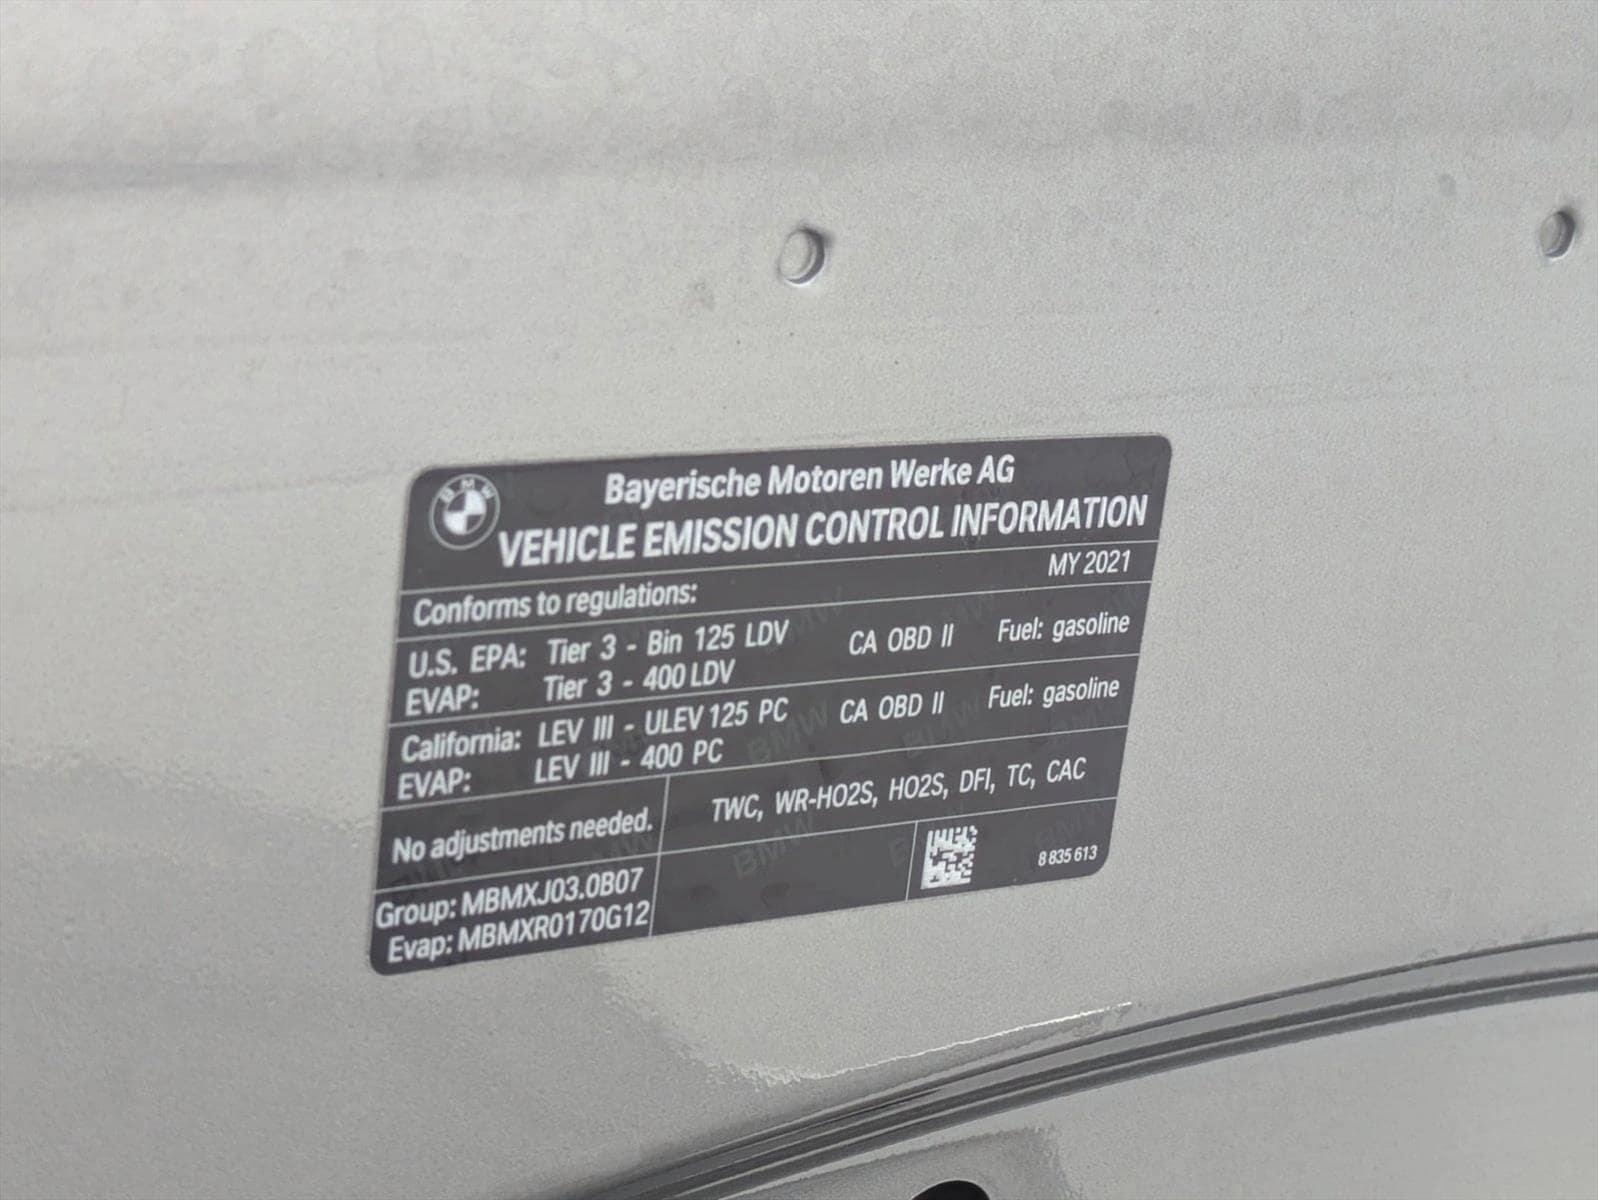 BMW
Bayerische Motoren Werke AG
VEHICLE EMISSION CONTROL INFORMATION
Conforms to regulations: MY 2021
U.S. EPA: Tier 3 - Bin 125 LDV CA OBD II Fuel: gasoline
EVAP: Tier 3 - 400 LDV
California: LEV III - ULEV 125 PC CA OBD II Fuel: gasoline
EVAP: LEV III - 400 PC
No adjustments needed. TWC, WR-HO2S, HO2S, DFI, TC, CAC
Group: MBMXJ03.0B07
Evap: MBMXR0170G12
8 835 613